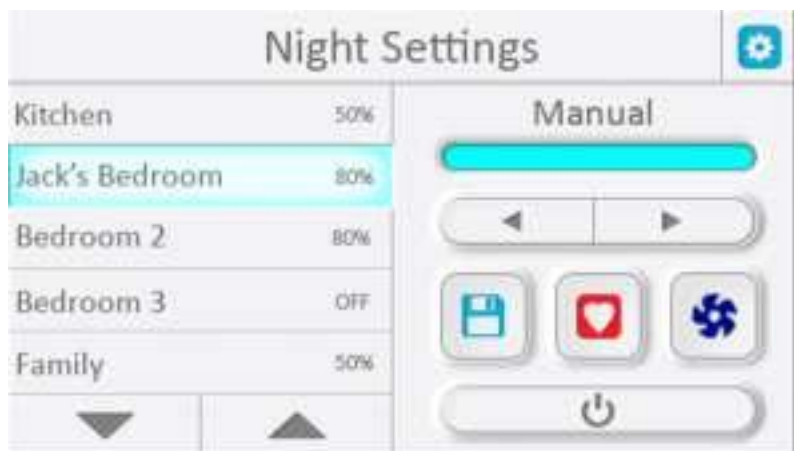 Night Settings
Kitchen 50%
Jack's Bedroom 80%
Bedroom 2 80%
Bedroom 3 OFF
Family 50%
Manual